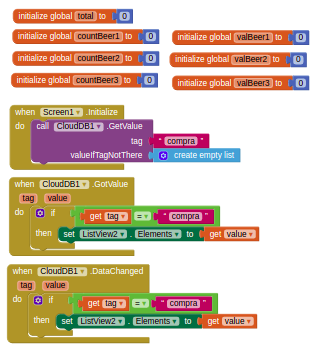 initialize global total to 0
initialize global countBeer1 to 0
initialize global valBeer1 to 0
initialize global countBeer2 to 0
initialize global valBeer2 to 0
initialize global countBeer3 to 0
initialize global valBeer3 to 0
when Screen1 .Initialize
do call CloudDB1 .GetValue
tag " compra "
valueIfTagNotThere create empty list
when CloudDB1 .GotValue
tag value
do if get tag = " compra "
then set ListView2 . Elements to get value
when CloudDB1 .DataChanged
tag value
do if get tag = " compra "
then set ListView2 . Elements to get value